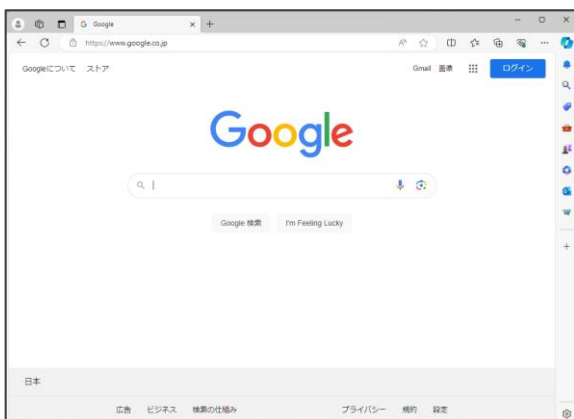 Google
https://www.google.co.jp
Googleについて ストア
Gmail 画像
ログイン
Google
Google 検索 I'm Feeling Lucky
日本
広告 ビジネス 検索の仕組み プライバシー 規約 設定